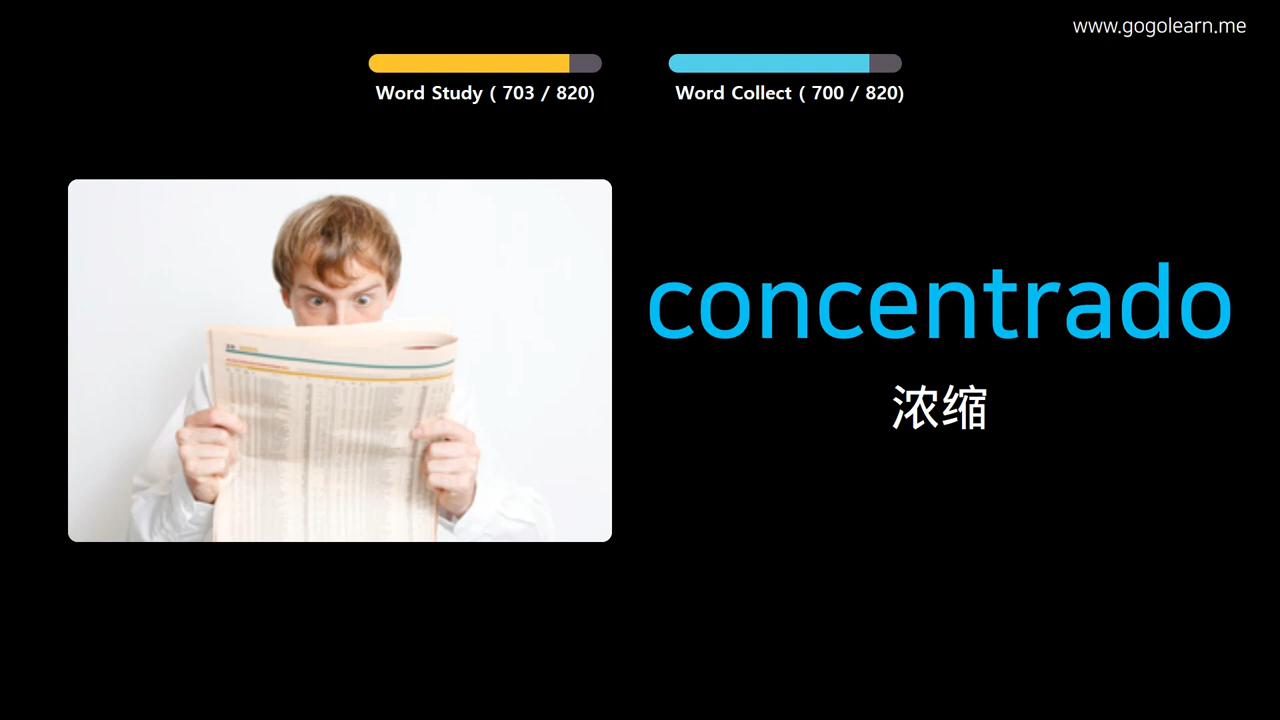 www.gogolearn.me
Word Study ( 703 / 820)
Word Collect ( 700 / 820)
concentrado
浓缩